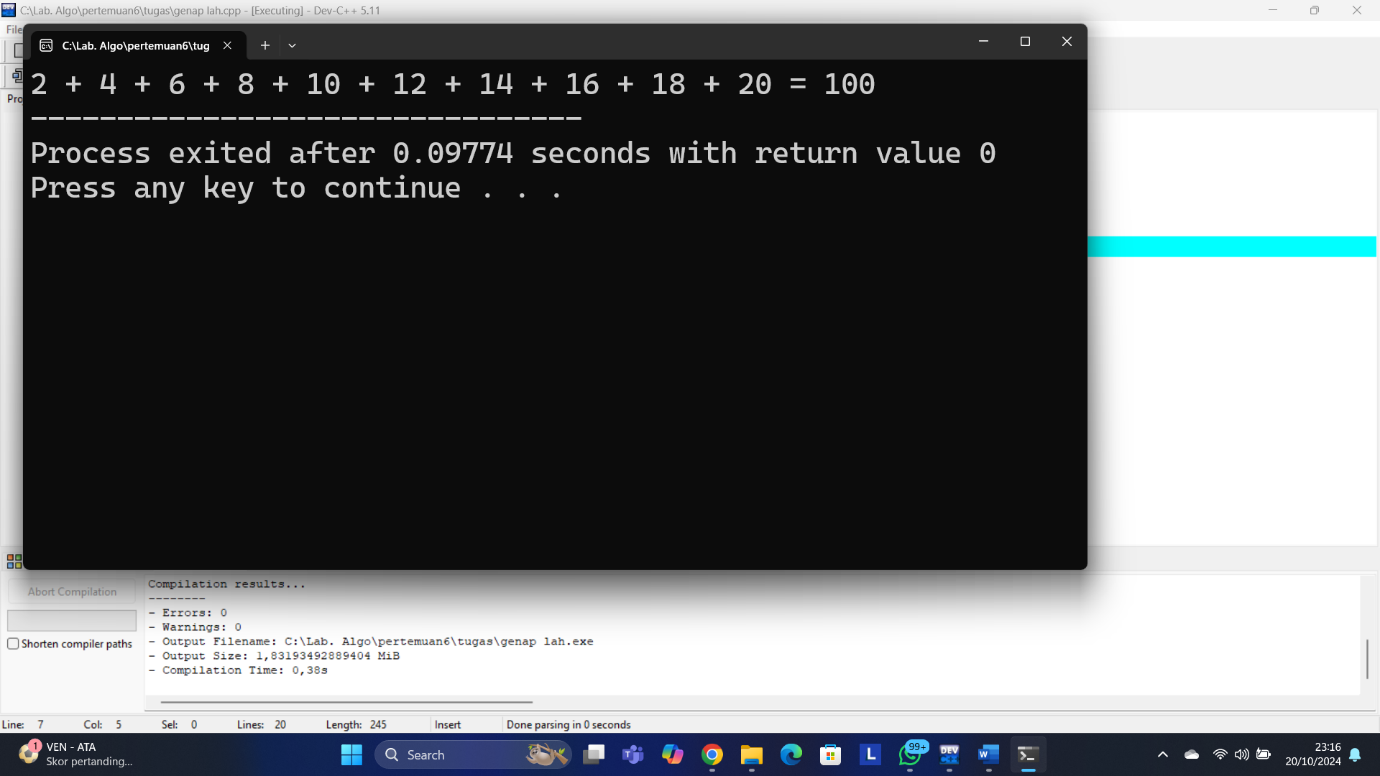 C:\Lab. Algo\pertemuan6\tugas\genap lah.cpp - [Executing] - Dev-C++ 5.11
File
C:\Lab. Algo\pertemuan6\tug
2 + 4 + 6 + 8 + 10 + 12 + 14 + 16 + 18 + 20 = 100
--------------------------------
Process exited after 0.09774 seconds with return value 0
Press any key to continue . . .
Abort Compilation
Shorten compiler paths
Compilation results...
--------
- Errors: 0
- Warnings: 0
- Output Filename: C:\Lab. Algo\pertemuan6\tugas\genap lah.exe
- Output Size: 1,83193492889404 MiB
- Compilation Time: 0,38s
Line: 7 Col: 5 Sel: 0 Lines: 20 Length: 245 Insert Done parsing in 0 seconds
1
VEN - ATA
Skor pertanding...
Search
99+
DEV
23:16
20/10/2024